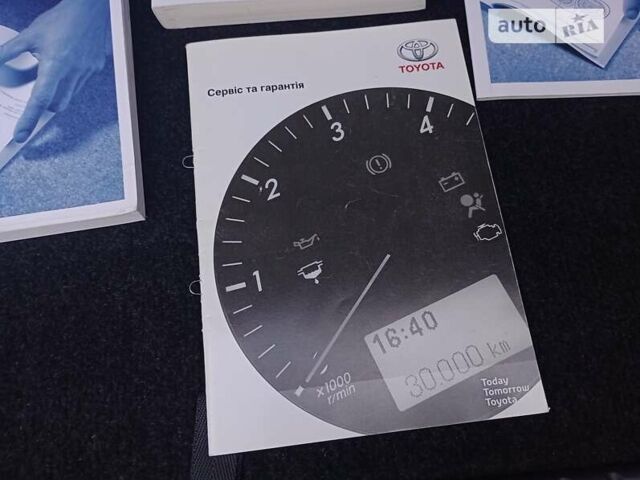 auto RIA
TOYOTA
Сервіс та гарантія
4
3
2
1
16:40
30.000 km
x 1000
r/min
Today
Tomorrow
Toyota